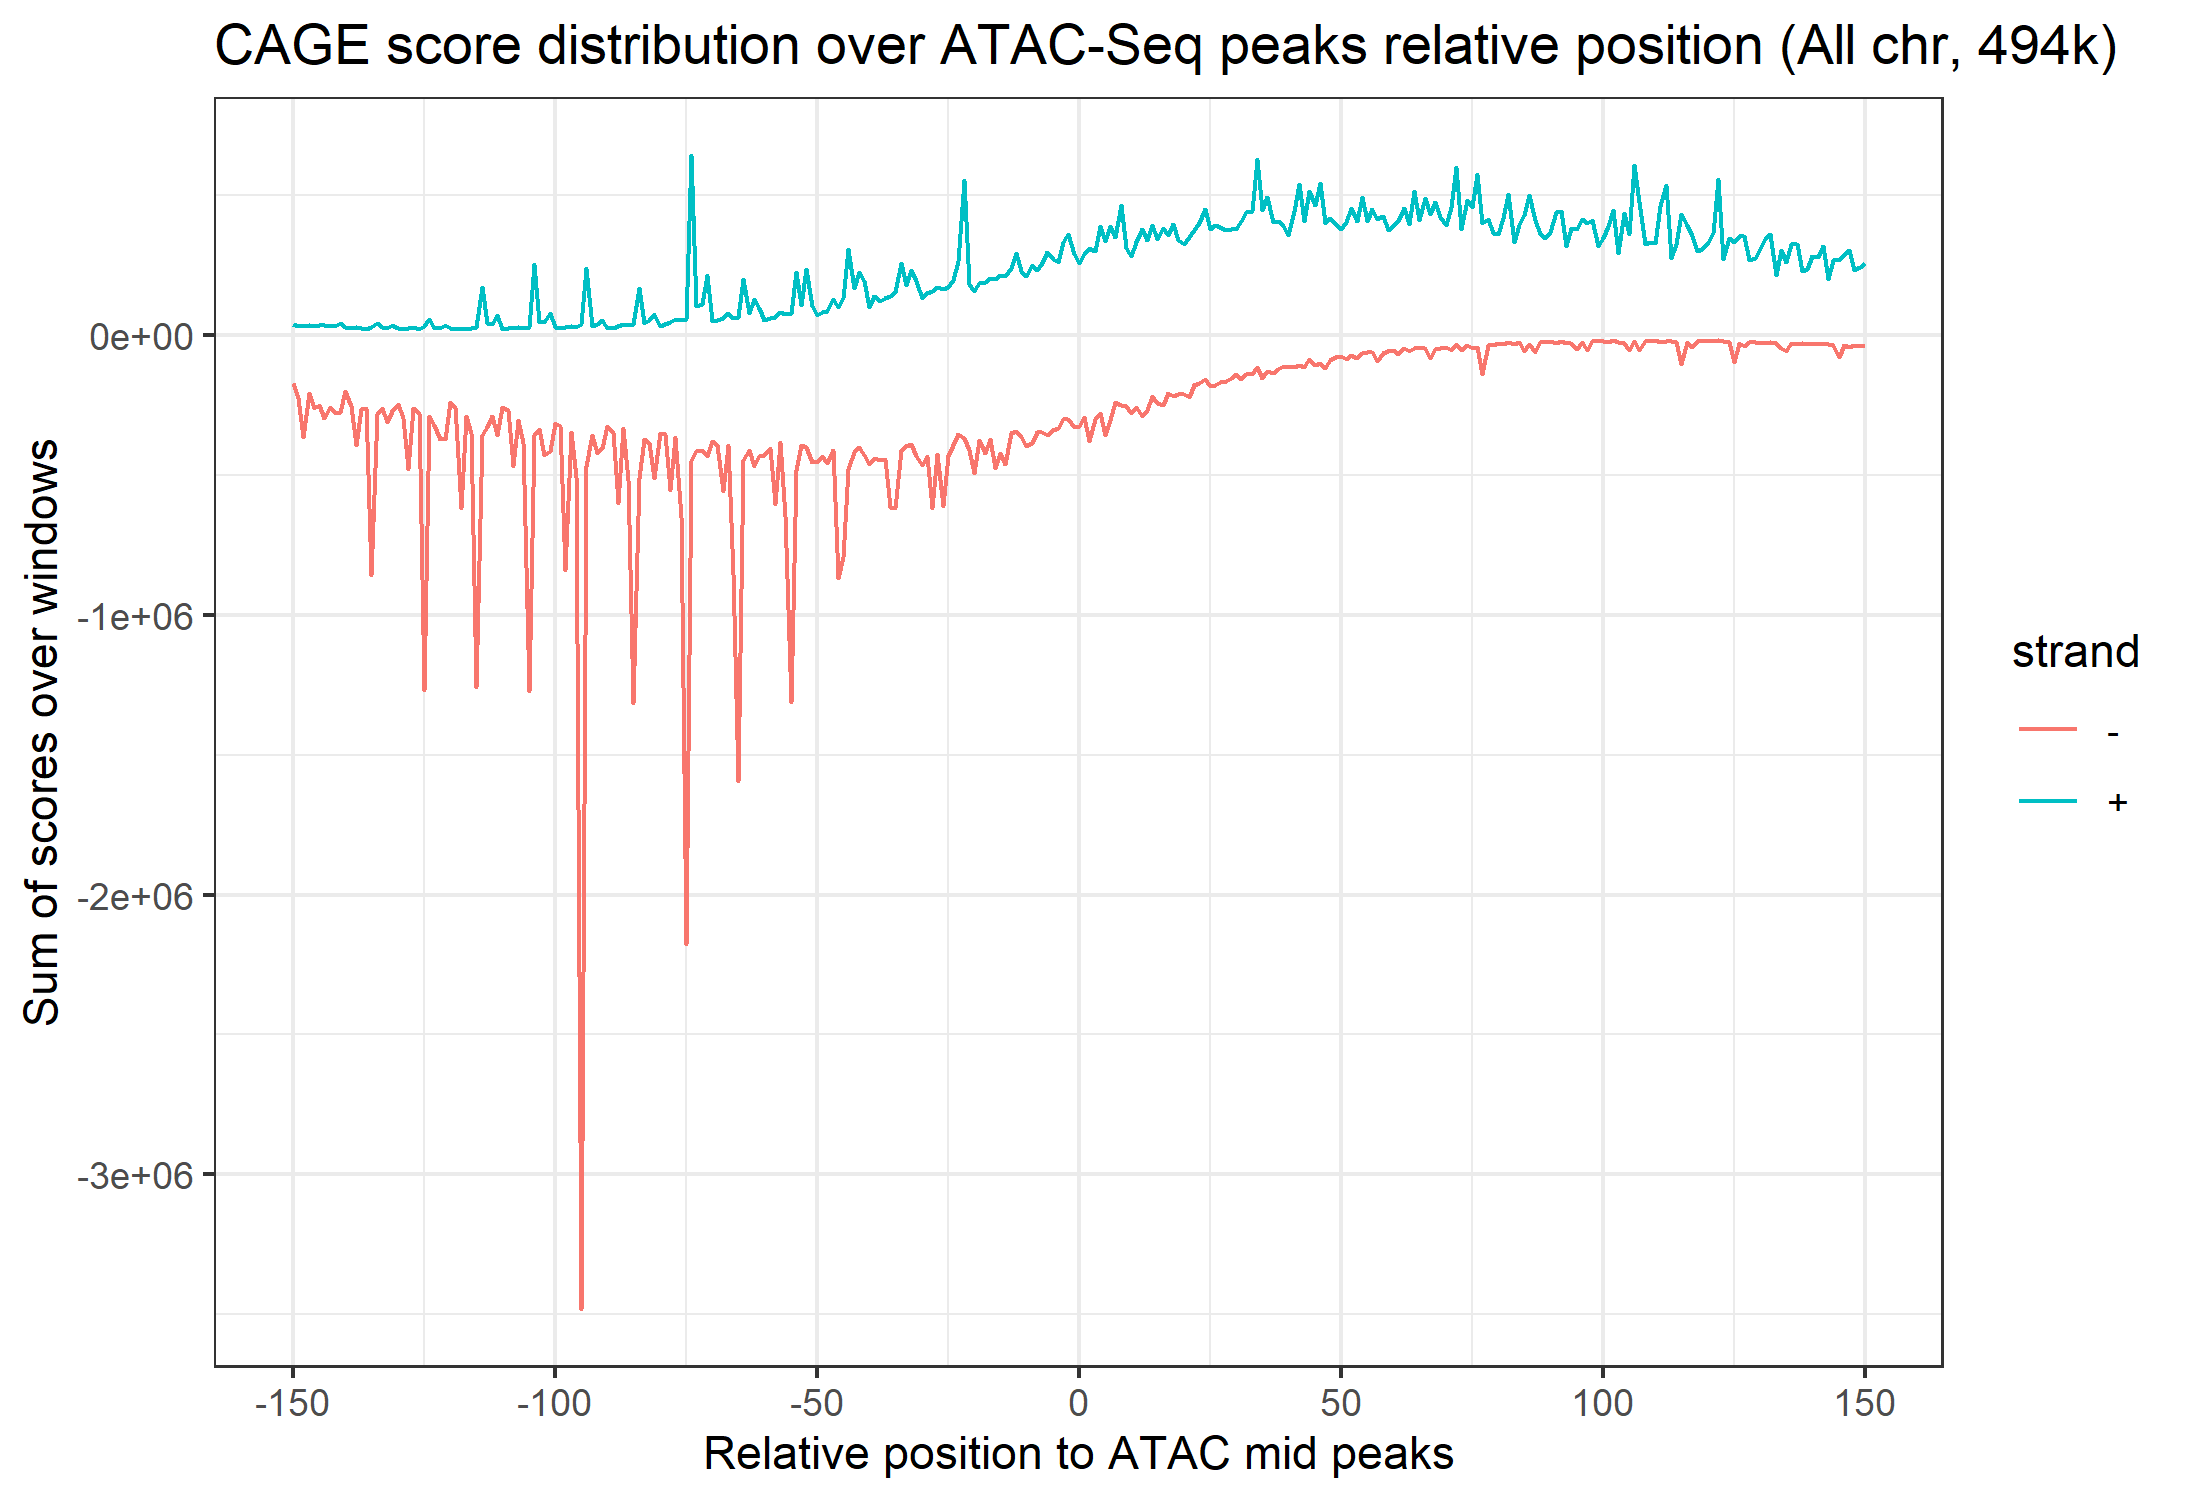 CAGE score distribution over ATAC-Seq peaks relative position (All chr, 494k)
Sum of scores over windows
0e+00
-1e+06
-2e+06
-3e+06
-150
-100
-50
0
50
100
150
Relative position to ATAC mid peaks
strand
-
+